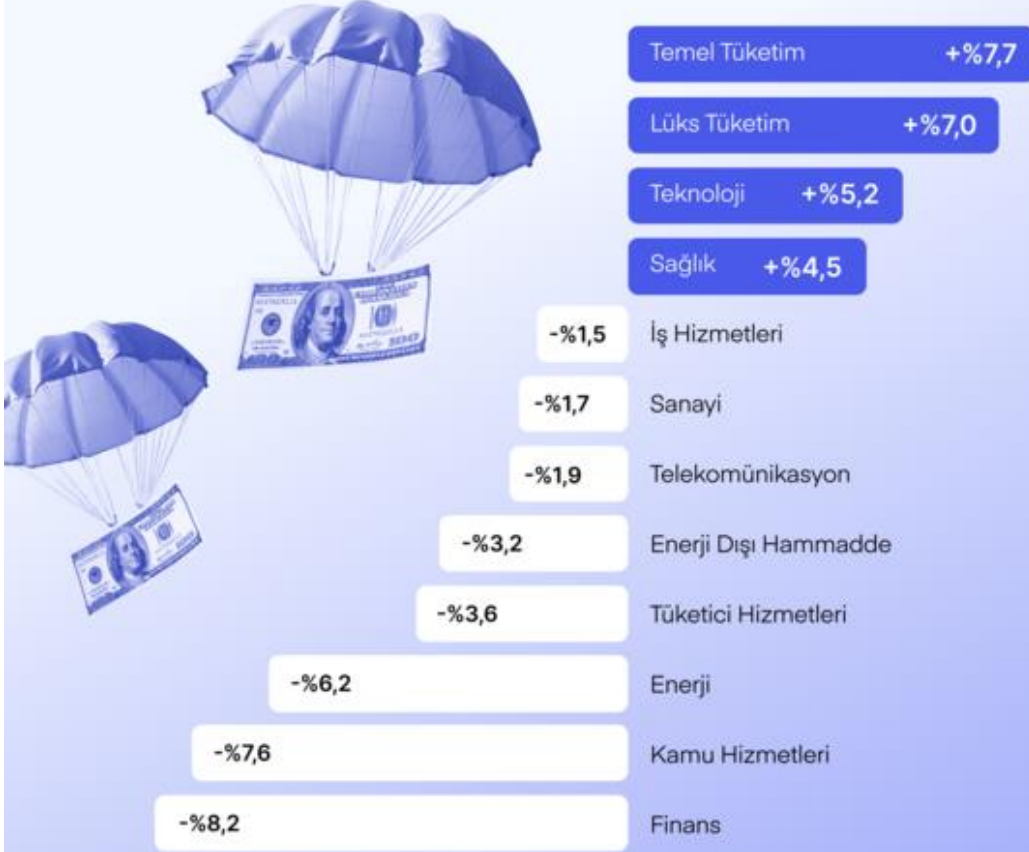 Temel Tüketim +%7,7
Lüks Tüketim +%7,0
Teknoloji +%5,2
Sağlık +%4,5
-%1,5 İş Hizmetleri
-%1,7 Sanayi
-%1,9 Telekomünikasyon
-%3,2 Enerji Dışı Hammadde
-%3,6 Tüketici Hizmetleri
-%6,2 Enerji
-%7,6 Kamu Hizmetleri
-%8,2 Finans
100